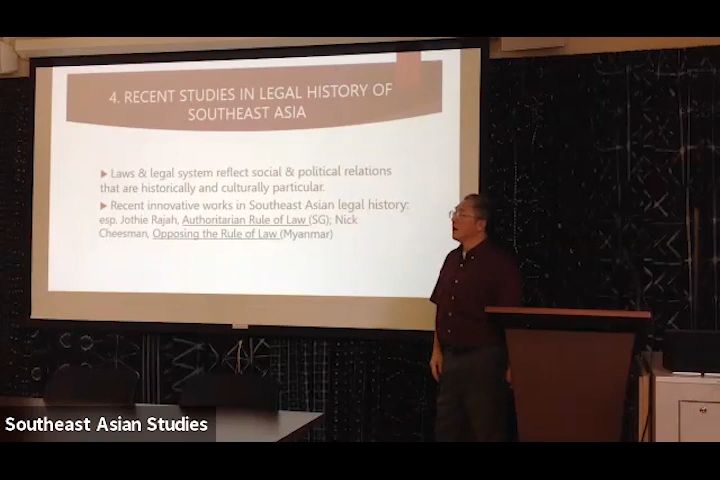 4. RECENT STUDIES IN LEGAL HISTORY OF
SOUTHEAST ASIA
▶ Laws & legal system reflect social & political relations
that are historically and culturally particular.
▶ Recent innovative works in Southeast Asian legal history:
esp. Jothie Rajah, Authoritarian Rule of Law (SG); Nick
Cheesman, Opposing the Rule of Law (Myanmar)
Southeast Asian Studies